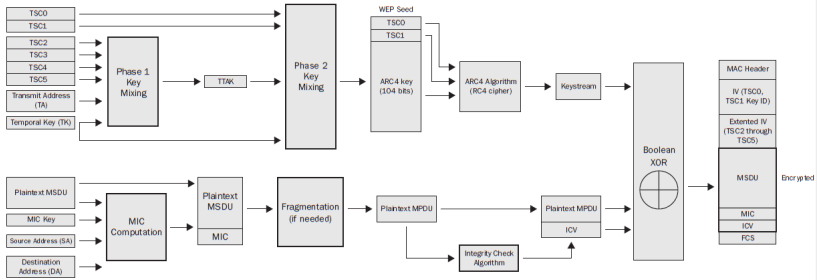 TSC0
TSC1
TSC2
TSC3
TSC4
TSC5
Transmit Address
(TA)
Temporal Key (TK)
Phase 1
Key
Mixing
TTAK
Phase 2
Key
Mixing
WEP Seed
TSC0
TSC1
ARC4 key
(104 bits)
ARC4 Algorithm
(RC4 cipher)
Keystream
Boolean
XOR
MAC Header
IV (TSC0,
TSC1 Key ID)
Extented IV
(TSC2 through
TSC5)
MSDU
Encrypted
MIC
ICV
FCS
Plaintext MSDU
MIC Key
Source Address (SA)
Destination
Address (DA)
MIC
Computation
Plaintext
MSDU
MIC
Fragmentation
(if needed)
Plaintext MPDU
Integrity Check
Algorithm
Plaintext MPDU
ICV